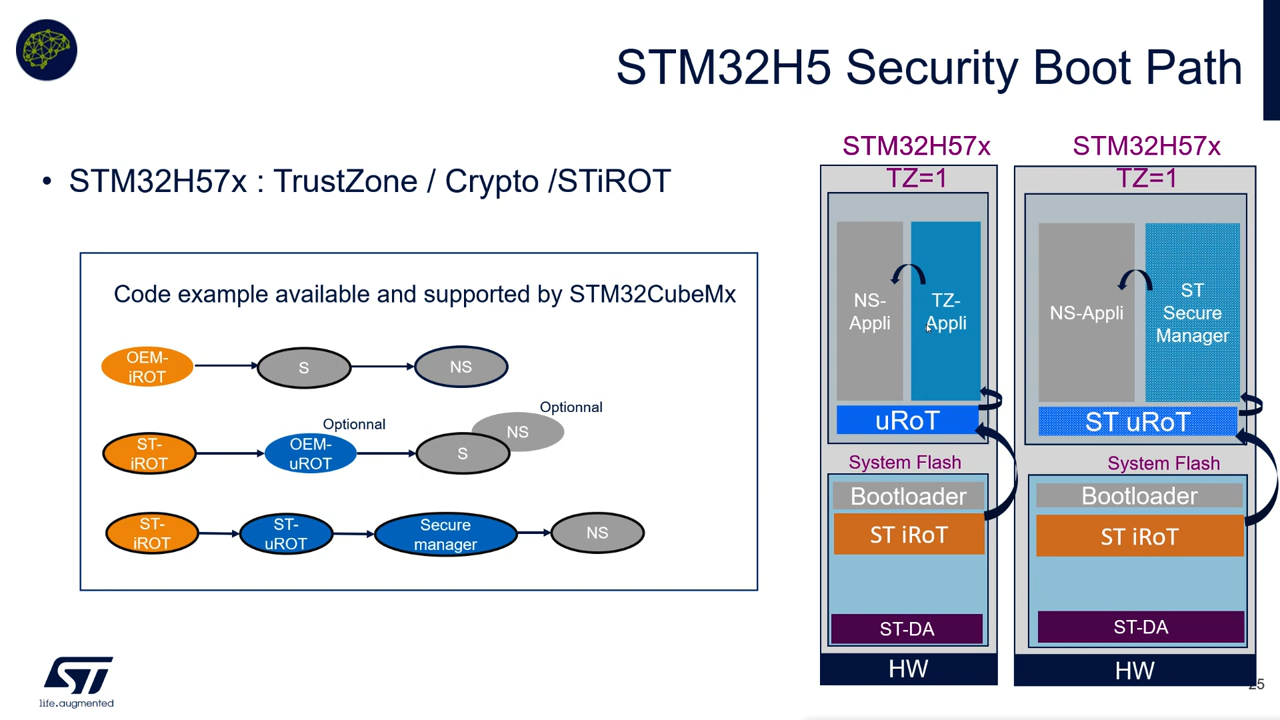 STM32H5 Security Boot Path
• STM32H57x : TrustZone / Crypto /STiROT
Code example available and supported by STM32CubeMx
OEM-
iROT
S
NS
Optionnal
Optionnal
ST-
iROT
OEM-
uROT
S
NS
ST-
iROT
ST-
uROT
Secure
manager
NS
STM32H57x
TZ=1
NS-
Appli
TZ-
Appli
uRoT
System Flash
Bootloader
ST iRoT
ST-DA
HW
STM32H57x
TZ=1
NS-Appli
ST
Secure
Manager
ST uRoT
System Flash
Bootloader
ST iRoT
ST-DA
HW
ST
life.augmented
25